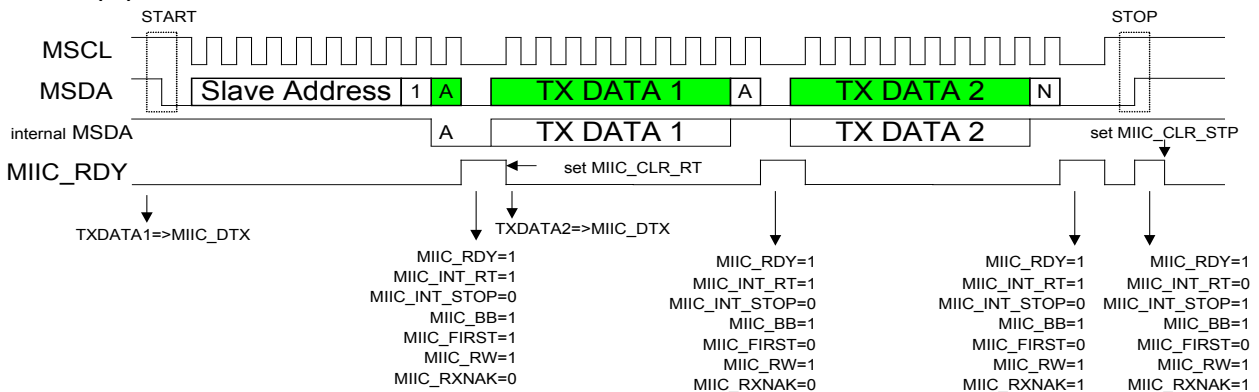 START
STOP
MSCL
MSDA
Slave Address 1 A TX DATA 1 A TX DATA 2 N
internal MSDA
A TX DATA 1 TX DATA 2
set MIIC_CLR_STP
MIIC_RDY
set MIIC_CLR_RT
TXDATA1=>MIIC_DTX
TXDATA2=>MIIC_DTX
MIIC_RDY=1
MIIC_INT_RT=1
MIIC_INT_STOP=0
MIIC_BB=1
MIIC_FIRST=1
MIIC_RW=1
MIIC_RXNAK=0
MIIC_RDY=1
MIIC_INT_RT=1
MIIC_INT_STOP=0
MIIC_BB=1
MIIC_FIRST=0
MIIC_RW=1
MIIC_RXNAK=0
MIIC_RDY=1
MIIC_INT_RT=1
MIIC_INT_STOP=0
MIIC_BB=1
MIIC_FIRST=0
MIIC_RW=1
MIIC_RXNAK=1
MIIC_RDY=1
MIIC_INT_RT=0
MIIC_INT_STOP=1
MIIC_BB=1
MIIC_FIRST=0
MIIC_RW=1
MIIC_RXNAK=1